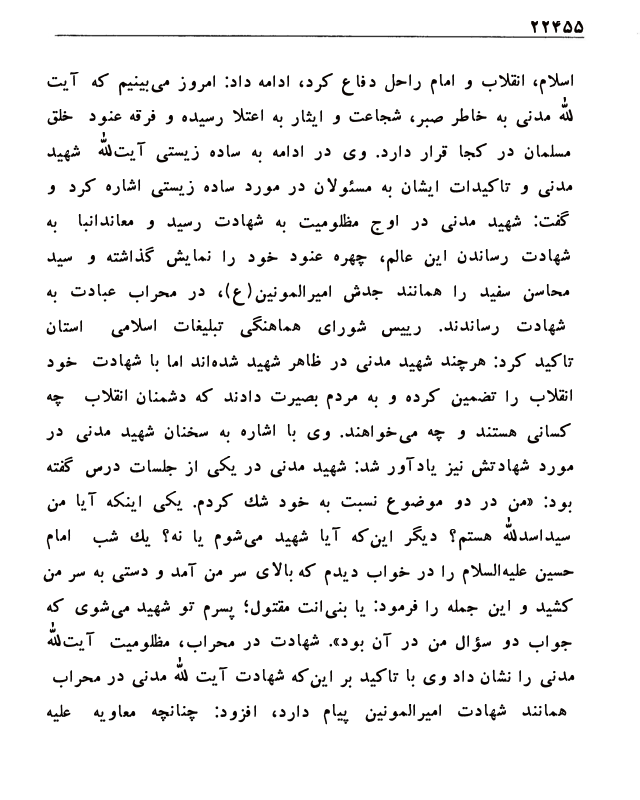 ۲۲۴۵۵
اسلام، انقلاب و امام راحل دفاع کرد، ادامه داد: امروز می‌بینیم که آیت
الله مدنی به خاطر صبر، شجاعت و ایثار به اعتلا رسیده و فرقه عنود خلق
مسلمان در کجا قرار دارد. وی در ادامه به ساده زیستی آیت‌الله شهید
مدنی و تاکیدات ایشان به مسئولان در مورد ساده زیستی اشاره کرد و
گفت: شهید مدنی در اوج مظلومیت به شهادت رسید و معاندانبا به
شهادت رساندن این عالم، چهره عنود خود را نمایش گذاشته و سید
محاسن سفید را همانند جدش امیرالمونین(ع)، در محراب عبادت به
شهادت رساندند. رییس شورای هماهنگی تبلیغات اسلامی استان
تاکید کرد: هرچند شهید مدنی در ظاهر شهید شده‌اند اما با شهادت خود
انقلاب را تضمین کرده و به مردم بصیرت دادند که دشمنان انقلاب چه
کسانی هستند و چه می‌خواهند. وی با اشاره به سخنان شهید مدنی در
مورد شهادتش نیز یادآور شد: شهید مدنی در یکی از جلسات درس گفته
بود: «من در دو موضوع نسبت به خود شك کردم. یکی اینکه آیا من
سیداسدلله هستم؟ دیگر این‌که آیا شهید می‌شوم یا نه؟ یك شب امام
حسین علیه‌السلام را در خواب دیدم که بالای سر من آمد و دستی به سر من
کشید و این جمله را فرمود: یا بنی‌انت مقتول؛ پسرم تو شهید می‌شوی که
جواب دو سؤال من در آن بود». شهادت در محراب، مظلومیت آیت‌الله
مدنی را نشان داد وی با تاکید بر این‌که شهادت آیت الله مدنی در محراب
همانند شهادت امیرالمونین پیام دارد، افزود: چنانچه معاویه علیه